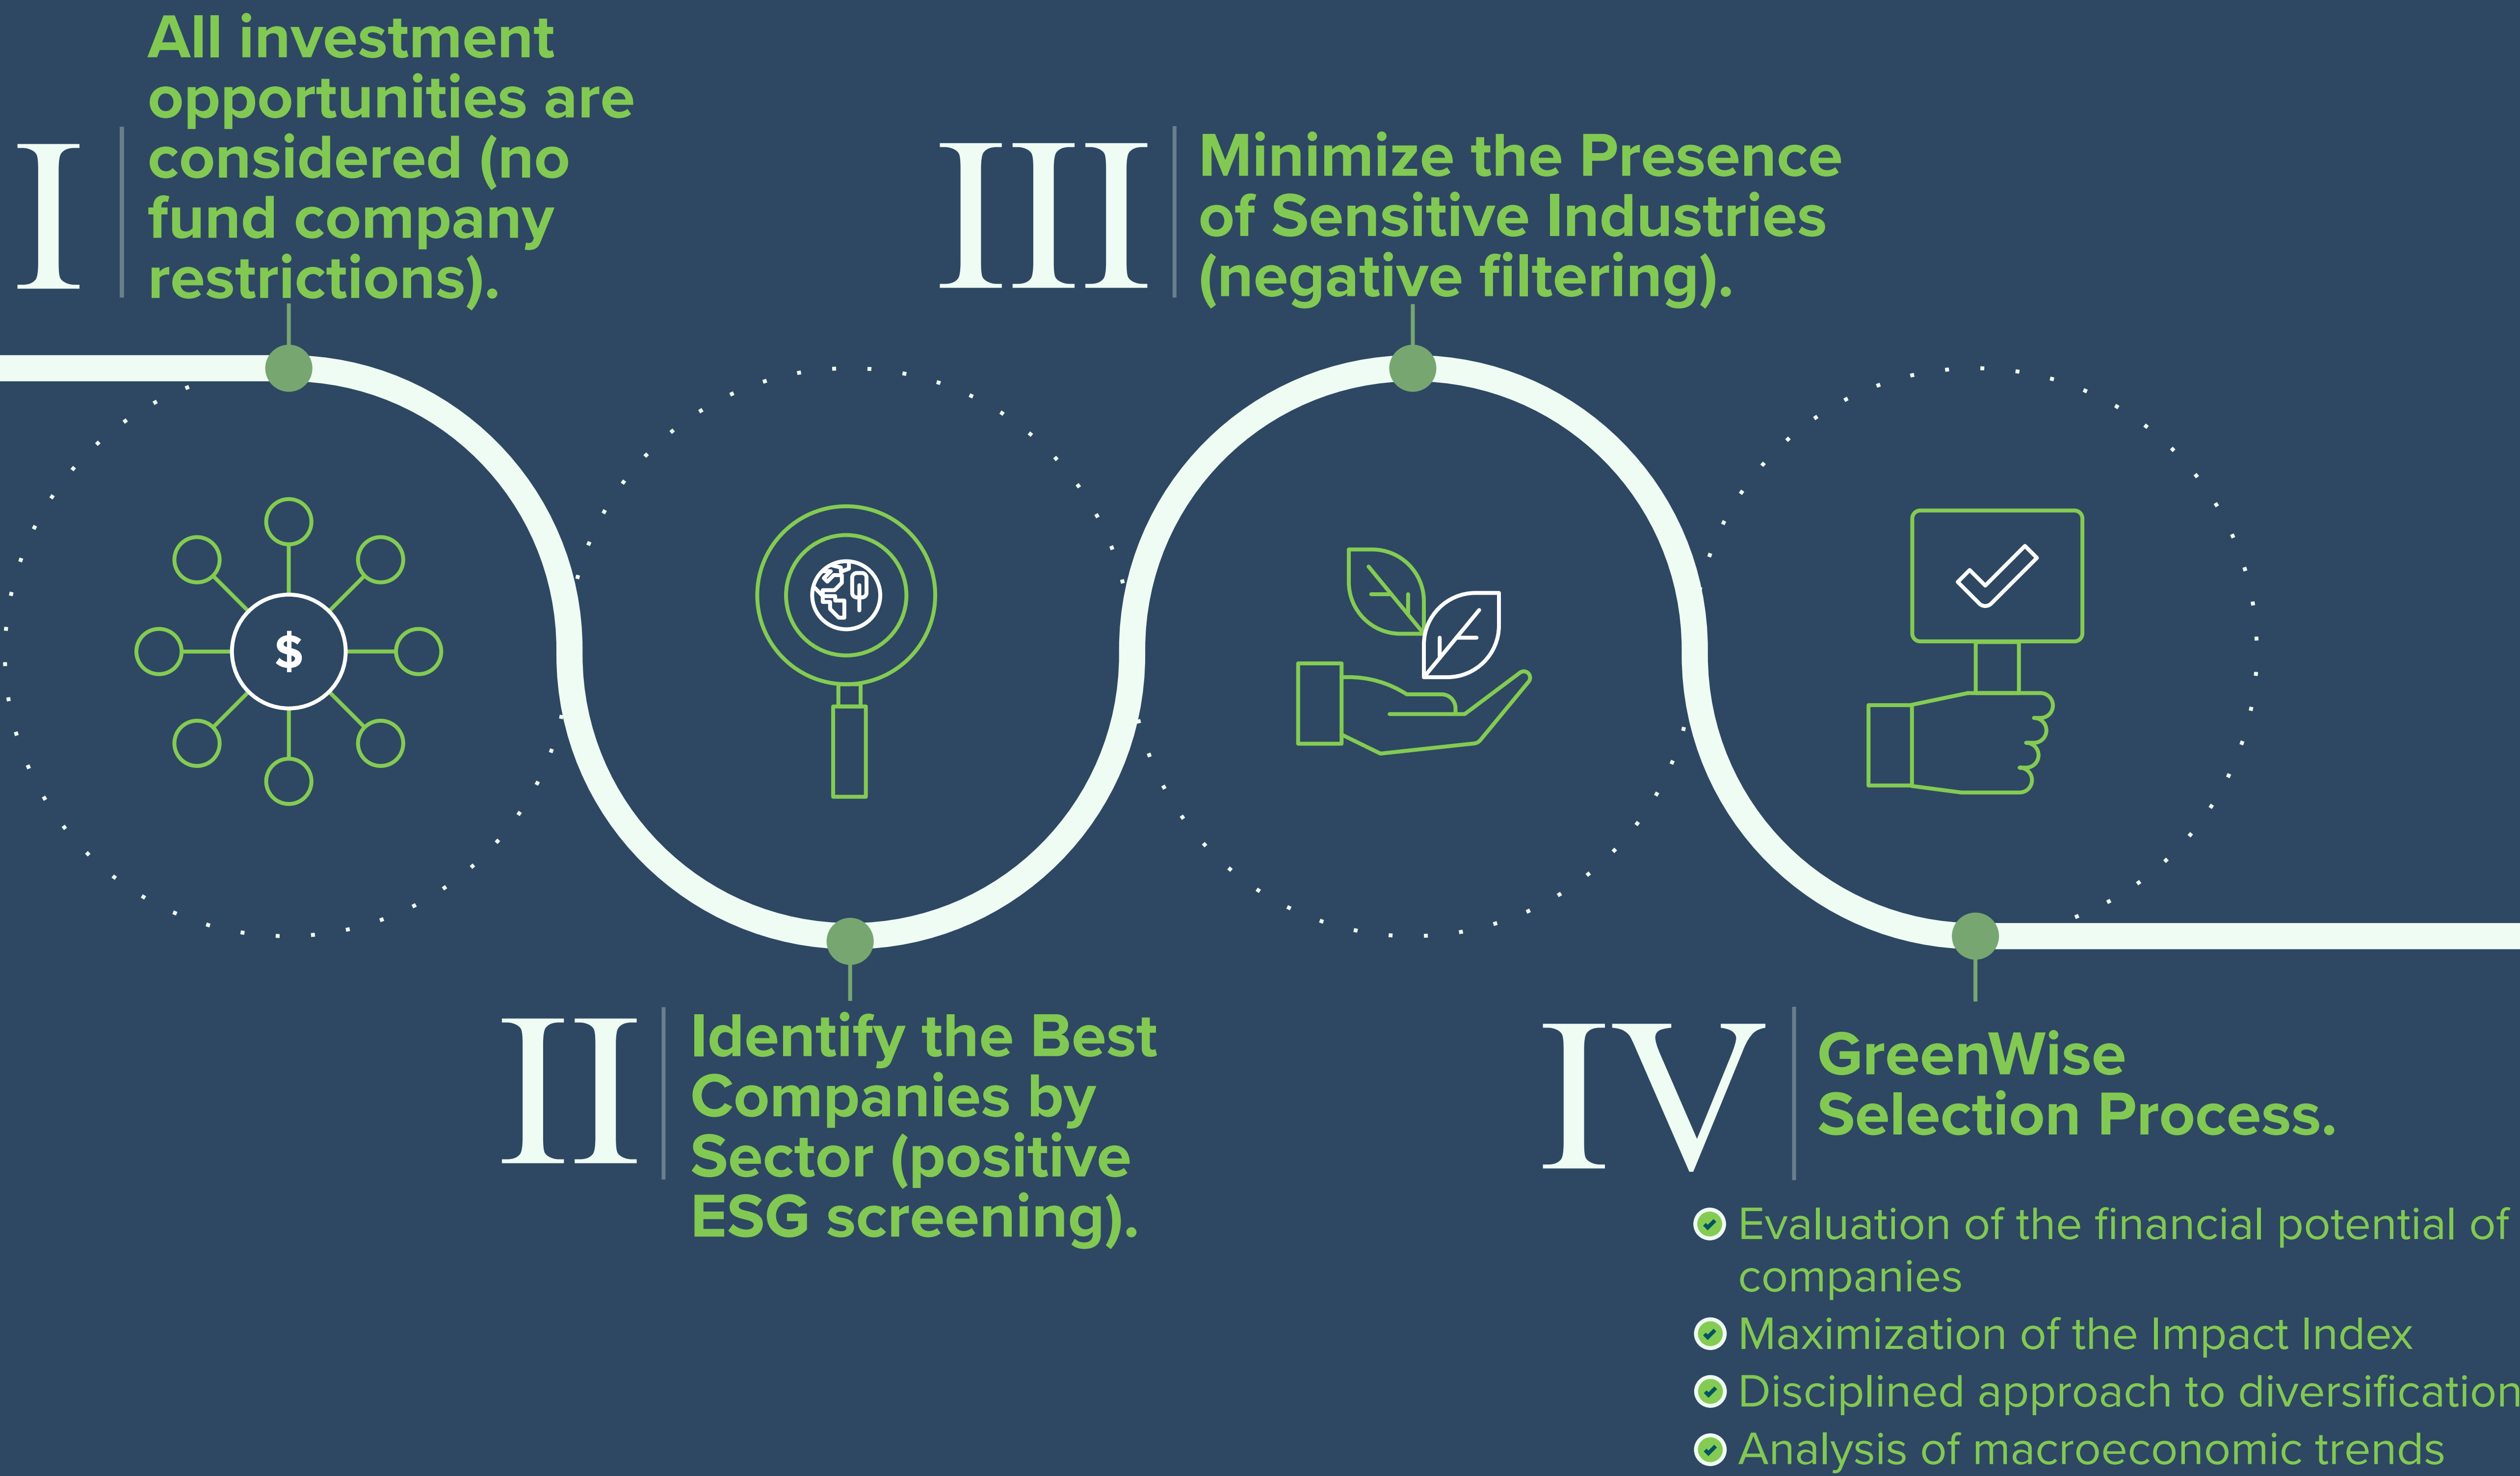 I
All investment
opportunities are
considered (no
fund company
restrictions).
$
II
Identify the Best
Companies by
Sector (positive
ESG screening).
III
Minimize the Presence
of Sensitive Industries
(negative filtering).
IV
GreenWise
Selection Process.
Evaluation of the financial potential of
companies
Maximization of the Impact Index
Disciplined approach to diversification
Analysis of macroeconomic trends